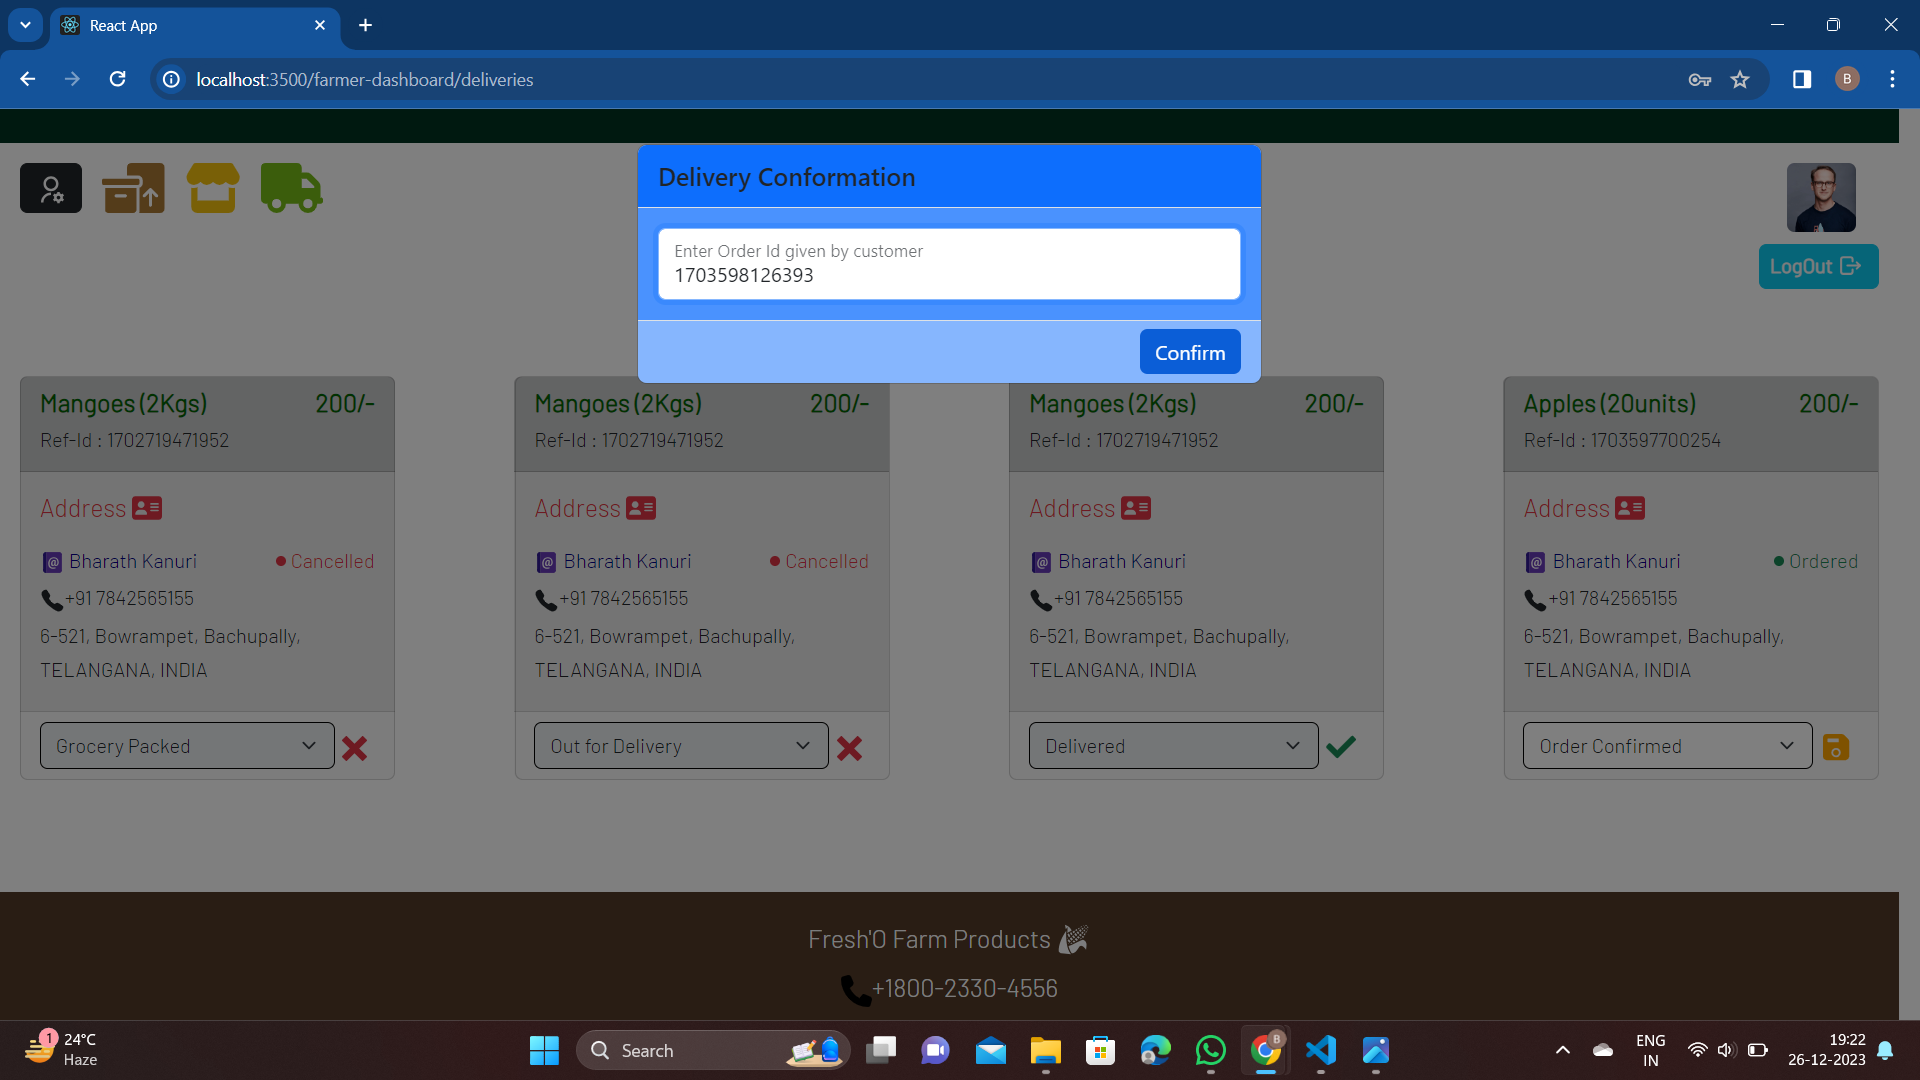 React App
localhost:3500/farmer-dashboard/deliveries
B
Delivery Conformation
Enter Order Id given by customer
1703598126393
Confirm
LogOut
Mangoes (2Kgs) 200/-
Ref-Id : 1702719471952
Address
Bharath Kanuri Cancelled
+91 7842565155
6-521, Bowrampet, Bachupally,
TELANGANA, INDIA
Grocery Packed
Mangoes (2Kgs) 200/-
Ref-Id : 1702719471952
Address
Bharath Kanuri Cancelled
+91 7842565155
6-521, Bowrampet, Bachupally,
TELANGANA, INDIA
Out for Delivery
Mangoes (2Kgs) 200/-
Ref-Id : 1702719471952
Address
Bharath Kanuri
+91 7842565155
6-521, Bowrampet, Bachupally,
TELANGANA, INDIA
Delivered
Apples (20units) 200/-
Ref-Id : 1703597700254
Address
Bharath Kanuri Ordered
+91 7842565155
6-521, Bowrampet, Bachupally,
TELANGANA, INDIA
Order Confirmed
Fresh'O Farm Products
+1800-2330-4556
1
24°C
Haze
Search
B
ENG
IN
19:22
26-12-2023